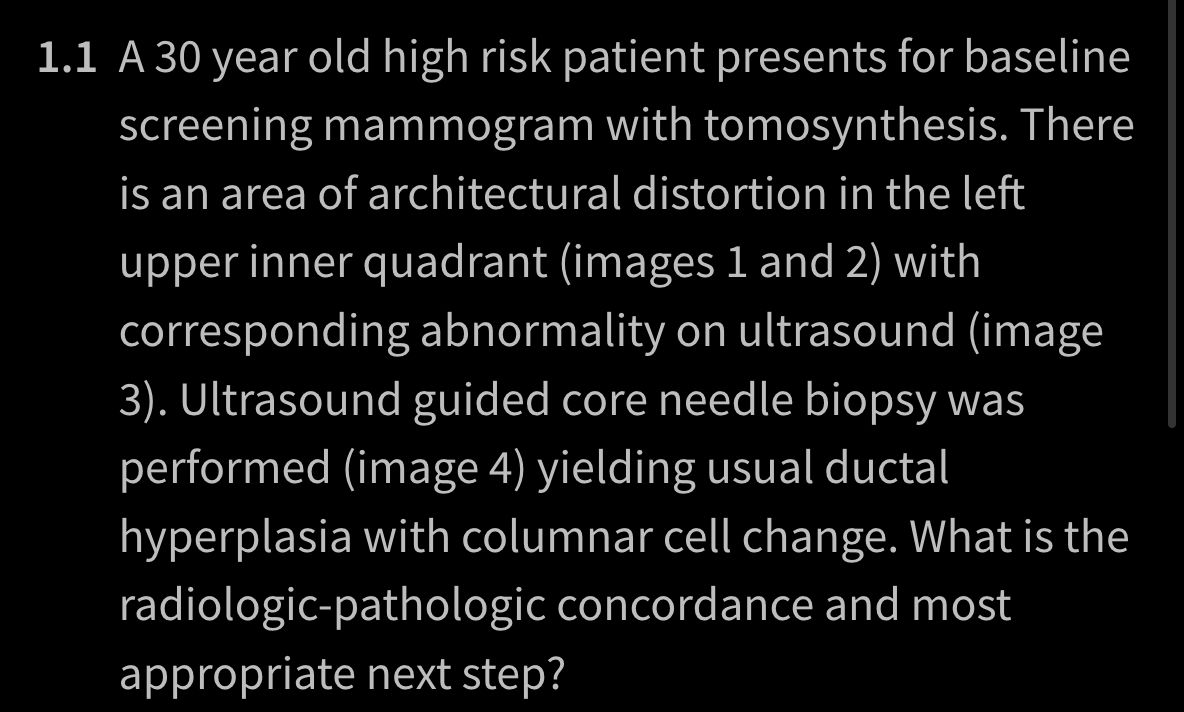 1.1 A 30 year old high risk patient presents for baseline
screening mammogram with tomosynthesis. There
is an area of architectural distortion in the left
upper inner quadrant (images 1 and 2) with
corresponding abnormality on ultrasound (image
3). Ultrasound guided core needle biopsy was
performed (image 4) yielding usual ductal
hyperplasia with columnar cell change. What is the
radiologic-pathologic concordance and most
appropriate next step?